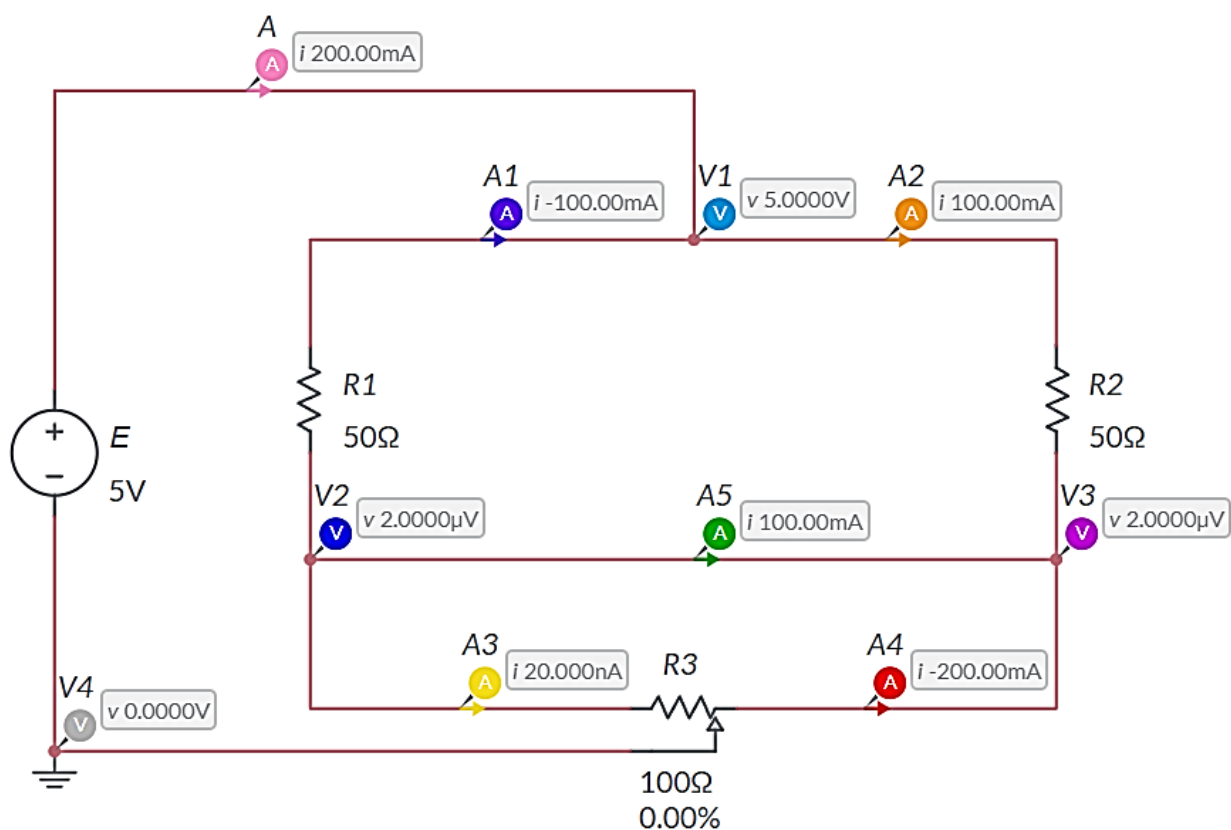 A
A
i 200.00mA
A1
A
i -100.00mA
V1
V
v 5.0000V
A2
A
i 100.00mA
R1
50Ω
R2
50Ω
+
−
E
5V
V2
V
v 2.0000µV
A5
A
i 100.00mA
V3
V
v 2.0000µV
A3
A
i 20.000nA
R3
A4
A
i -200.00mA
V4
V
v 0.0000V
100Ω
0.00%